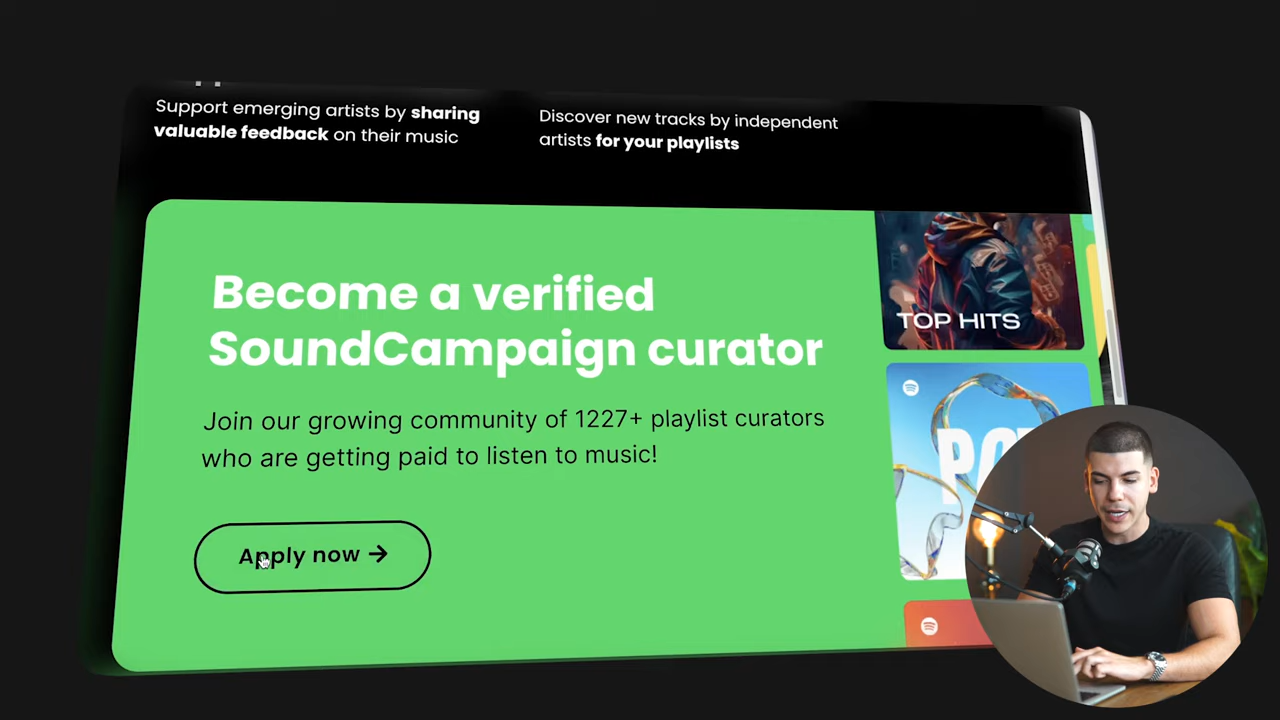 Support emerging artists by sharing
valuable feedback on their music
Discover new tracks by independent
artists for your playlists
Become a verified
SoundCampaign curator
Join our growing community of 1227+ playlist curators
who are getting paid to listen to music!
Apply now →
TOP HITS